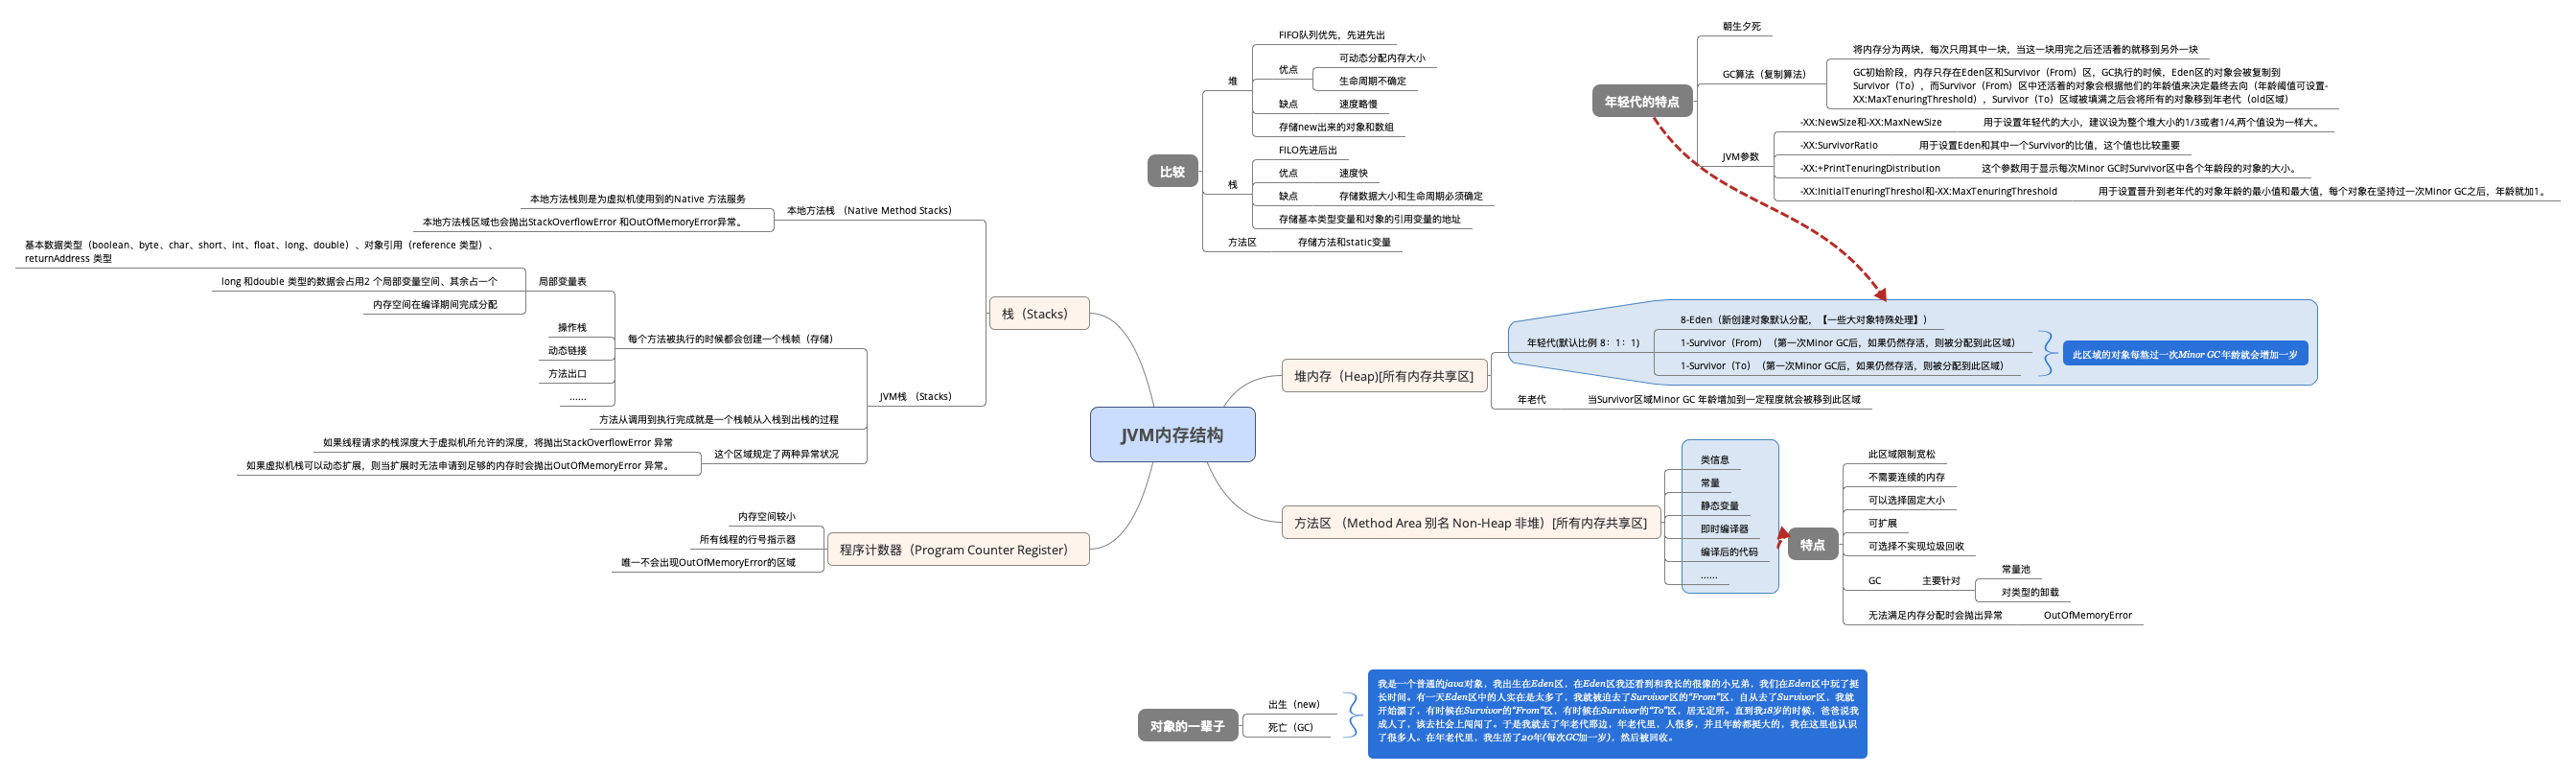 JVM内存结构
栈（Stacks）
本地方法栈 （Native Method Stacks）
本地方法栈则是为虚拟机使用到的Native 方法服务
本地方法栈区域也会抛出StackOverflowError 和OutOfMemoryError异常。
JVM栈 （Stacks）
每个方法被执行的时候都会创建一个栈帧（存储）
局部变量表
基本数据类型（boolean、byte、char、short、int、float、long、double）、对象引用（reference 类型）、
returnAddress 类型
long 和double 类型的数据会占用2 个局部变量空间、其余占一个
内存空间在编译期间完成分配
操作栈
动态链接
方法出口
......
方法从调用到执行完成就是一个栈帧从入栈到出栈的过程
这个区域规定了两种异常状况
如果线程请求的栈深度大于虚拟机所允许的深度，将抛出StackOverflowError 异常
如果虚拟机栈可以动态扩展，则当扩展时无法申请到足够的内存时会抛出OutOfMemoryError 异常。
程序计数器（Program Counter Register）
内存空间较小
所有线程的行号指示器
唯一不会出现OutOfMemoryError的区域
比较
堆
FIFO队列优先，先进先出
优点
可动态分配内存大小
生命周期不确定
缺点
速度略慢
存储new出来的对象和数组
栈
FILO先进后出
优点
速度快
缺点
存储数据大小和生命周期必须确定
存储基本类型变量和对象的引用变量的地址
方法区
存储方法和static变量
年轻代的特点
朝生夕死
GC算法（复制算法）
将内存分为两块，每次只用其中一块，当这一块用完之后还活着的就移到另外一块
GC初始阶段，内存只存在Eden区和Survivor（From）区，GC执行的时候，Eden区的对象会被复制到
Survivor（To），而Survivor（From）区中还活着的对象会根据他们的年龄值来决定最终去向（年龄阈值可设置-
XX:MaxTenuringThreshold），Survivor（To）区域被填满之后会将所有的对象移到年老代（old区域）
JVM参数
-XX:NewSize和-XX:MaxNewSize
用于设置年轻代的大小，建议设为整个堆大小的1/3或者1/4,两个值设为一样大。
-XX:SurvivorRatio
用于设置Eden和其中一个Survivor的比值，这个值也比较重要
-XX:+PrintTenuringDistribution
这个参数用于显示每次Minor GC时Survivor区中各个年龄段的对象的大小。
-XX:InitialTenuringThreshol和-XX:MaxTenuringThreshold
用于设置晋升到老年代的对象年龄的最小值和最大值，每个对象在坚持过一次Minor GC之后，年龄就加1。
堆内存（Heap)[所有内存共享区]
年轻代(默认比例 8：1：1)
8-Eden（新创建对象默认分配，【一些大对象特殊处理】）
1-Survivor（From）（第一次Minor GC后，如果仍然存活，则被分配到此区域）
1-Survivor（To）（第一次Minor GC后，如果仍然存活，则被分配到此区域）
此区域的对象每熬过一次Minor GC年龄就会增加一岁
年老代
当Survivor区域Minor GC 年龄增加到一定程度就会被移到此区域
方法区 （Method Area 别名 Non-Heap 非堆）[所有内存共享区]
类信息
常量
静态变量
即时编译器
编译后的代码
......
特点
此区域限制宽松
不需要连续的内存
可以选择固定大小
可扩展
可选择不实现垃圾回收
GC
主要针对
常量池
对类型的卸载
无法满足内存分配时会抛出异常
OutOfMemoryError
对象的一辈子
出生（new）
死亡（GC）
我是一个普通的java对象，我出生在Eden区，在Eden区我还看到和我长的很像的小兄弟，我们在Eden区中玩了挺
长时间。有一天Eden区中的人实在是太多了，我就被迫去了Survivor区的“From”区，自从去了Survivor区，我就
开始漂了，有时候在Survivor的“From”区，有时候在Survivor的“To”区，居无定所。直到我18岁的时候，爸爸说我
成人了，该去社会上闯闯了。于是我就去了年老代那边，年老代里，人很多，并且年龄都挺大的，我在这里也认识
了很多人。在年老代里，我生活了20年(每次GC加一岁)，然后被回收。